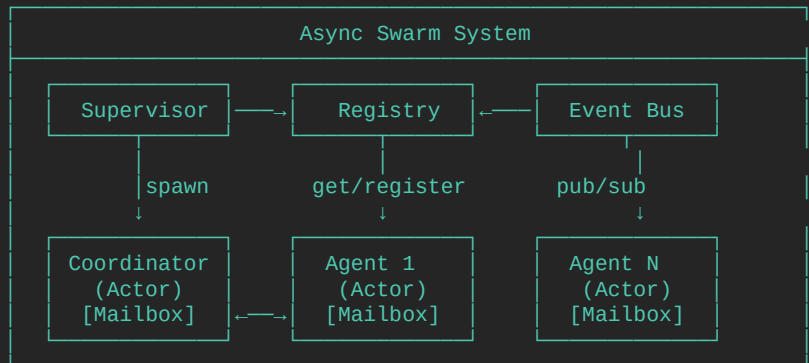 Async Swarm System
Supervisor Registry Event Bus
spawn get/register pub/sub
Coordinator Agent 1 Agent N
(Actor) (Actor) (Actor)
[Mailbox] [Mailbox] [Mailbox]